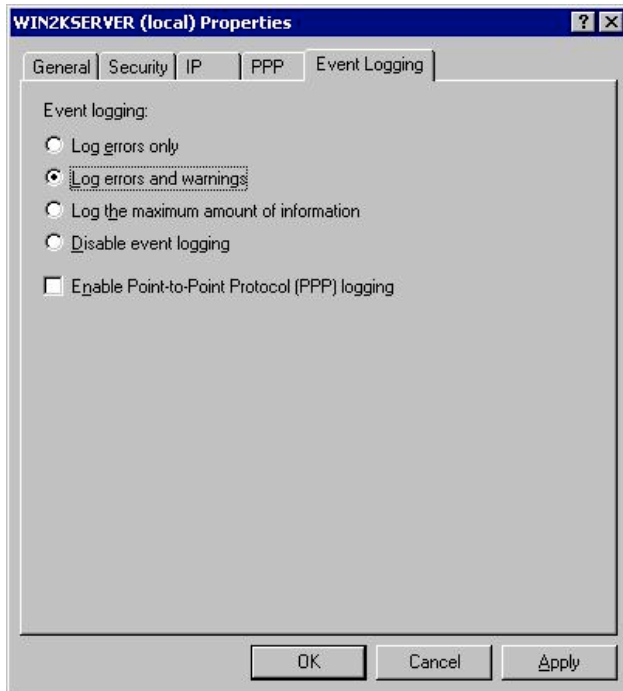 WIN2KSERVER (local) Properties
General Security IP PPP Event Logging
Event logging:
Log errors only
Log errors and warnings
Log the maximum amount of information
Disable event logging
Enable Point-to-Point Protocol (PPP) logging
OK Cancel Apply